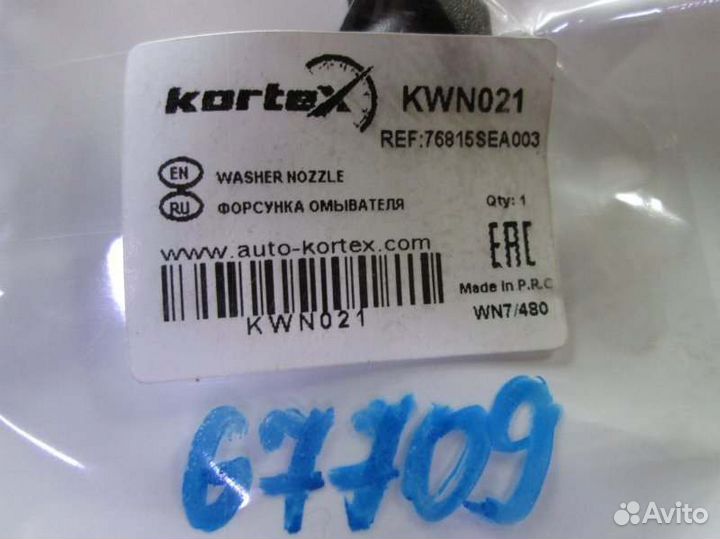 kortex KWN021
REF:76815SEA003
EN WASHER NOZZLE
RU ФОРСУНКА ОМЫВАТЕЛЯ Qty: 1
www.auto-kortex.com EAC
Made in P.R.C
KWN021 WN7/480
67709
Avito